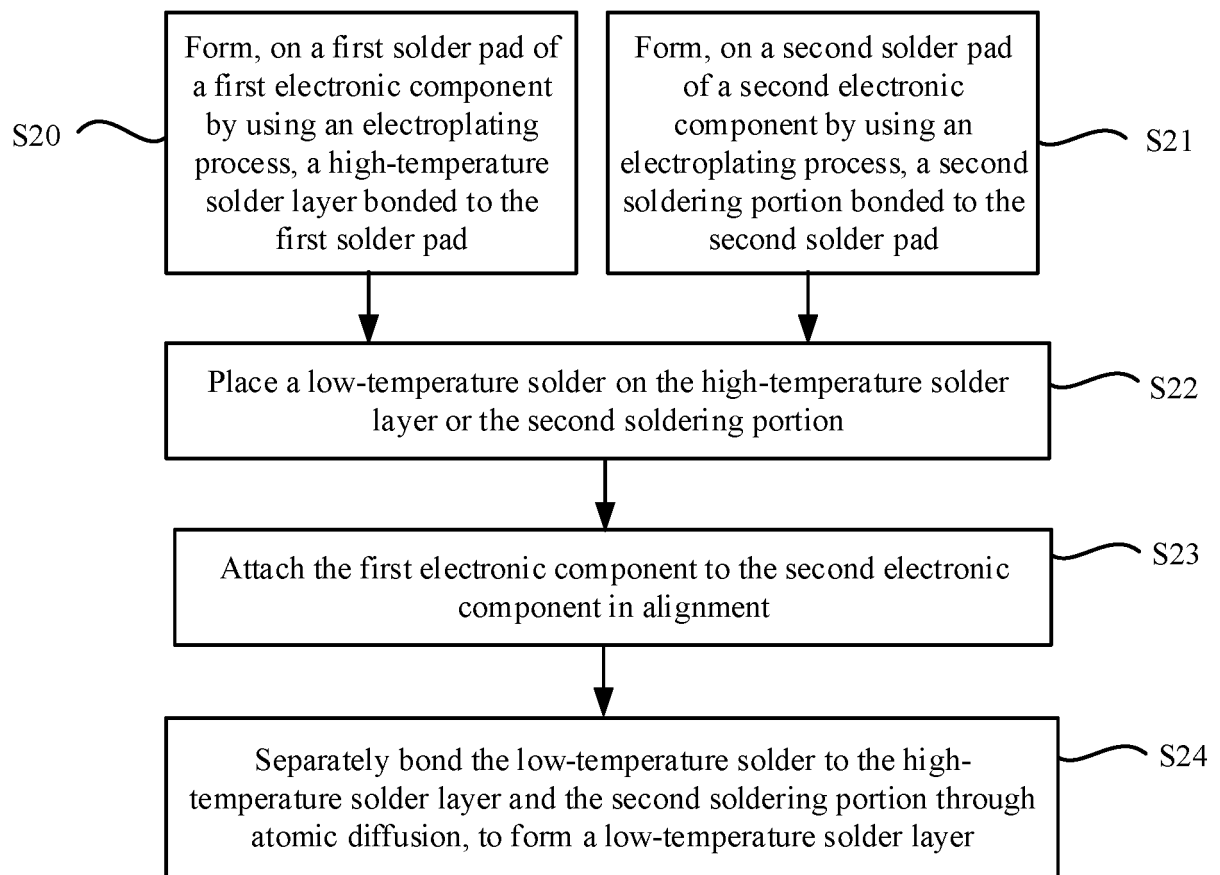 Form, on a first solder pad of
a first electronic component
by using an electroplating
process, a high-temperature
solder layer bonded to the
first solder pad
S20
Form, on a second solder pad
of a second electronic
component by using an
electroplating process, a second
soldering portion bonded to the
second solder pad
S21
Place a low-temperature solder on the high-temperature solder
layer or the second soldering portion
S22
Attach the first electronic component to the second electronic
component in alignment
S23
Separately bond the low-temperature solder to the high-
temperature solder layer and the second soldering portion through
atomic diffusion, to form a low-temperature solder layer
S24